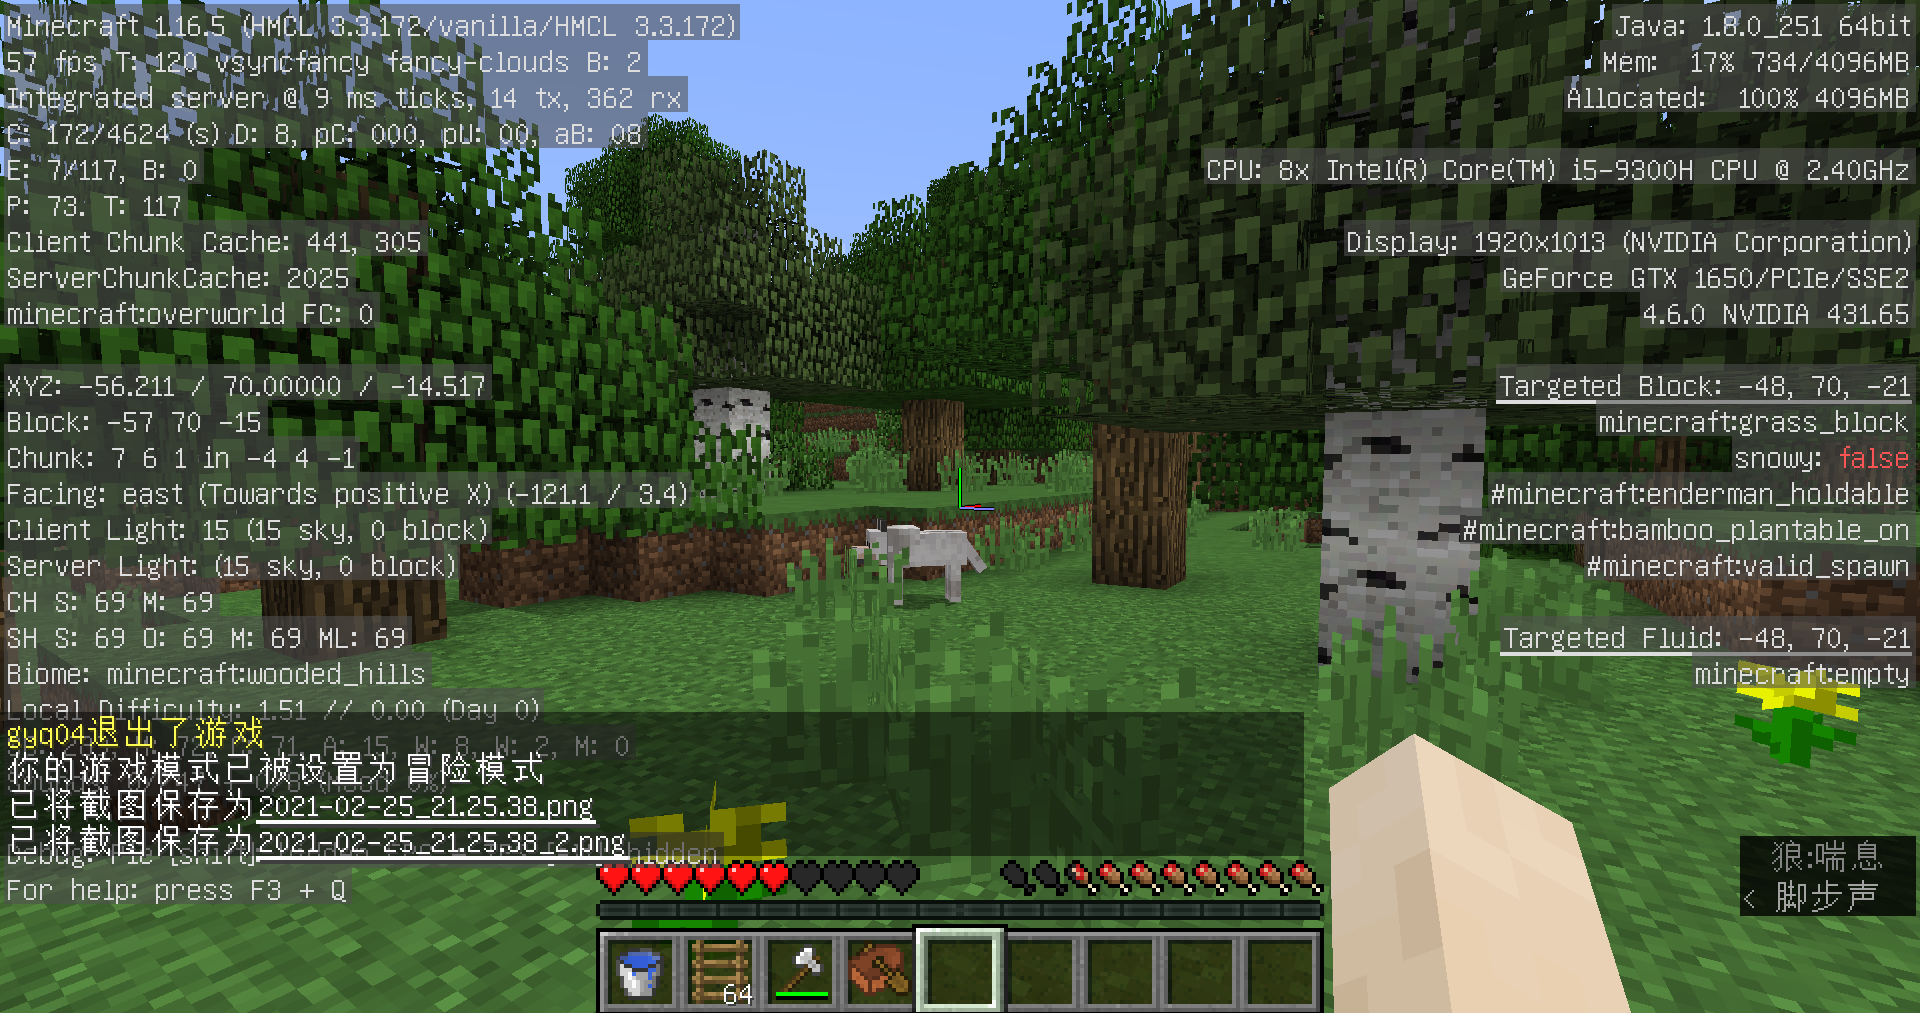 Minecraft 1.16.5 (HMCL 3.3.172/vanilla/HMCL 3.3.172)
57 fps T: 120 vsyncfancy fancy-clouds B: 2
Integrated server @ 9 ms ticks, 14 tx, 362 rx
C: 172/4624 (s) D: 8, pC: 000, pU: 00, aB: 08
E: 7/117, B: 0
P: 73. T: 117
Client Chunk Cache: 441, 305
ServerChunkCache: 2025
minecraft:overworld FC: 0
XYZ: -56.211 / 70.00000 / -14.517
Block: -57 70 -15
Chunk: 7 6 1 in -4 4 -1
Facing: east (Towards positive X) (-121.1 / 3.4)
Client Light: 15 (15 sky, 0 block)
Server Light: (15 sky, 0 block)
CH S: 69 M: 69
SH S: 69 O: 69 M: 69 ML: 69
Biome: minecraft:wooded_hills
Local Difficulty: 1.51 // 0.00 (Day 0)
gyq04退出了游戏
71, A: 15, W: 8, W: 2, M: 0
你的游戏模式已被设置为冒险模式
已将截图保存为2021-02-25_21.25.38.png
已将截图保存为2021-02-25_21.25.38_2.png
hidden
For help: press F3 + Q
Java: 1.8.0_251 64bit
Mem: 17% 734/4096MB
Allocated: 100% 4096MB
CPU: 8x Intel(R) Core(TM) i5-9300H CPU @ 2.40GHz
Display: 1920x1013 (NVIDIA Corporation)
GeForce GTX 1650/PCIe/SSE2
4.6.0 NVIDIA 431.65
Targeted Block: -48, 70, -21
minecraft:grass_block
snowy: false
#minecraft:enderman_holdable
#minecraft:bamboo_plantable_on
#minecraft:valid_spawn
Targeted Fluid: -48, 70, -21
minecraft:empty
狼:喘息
< 脚步声
64